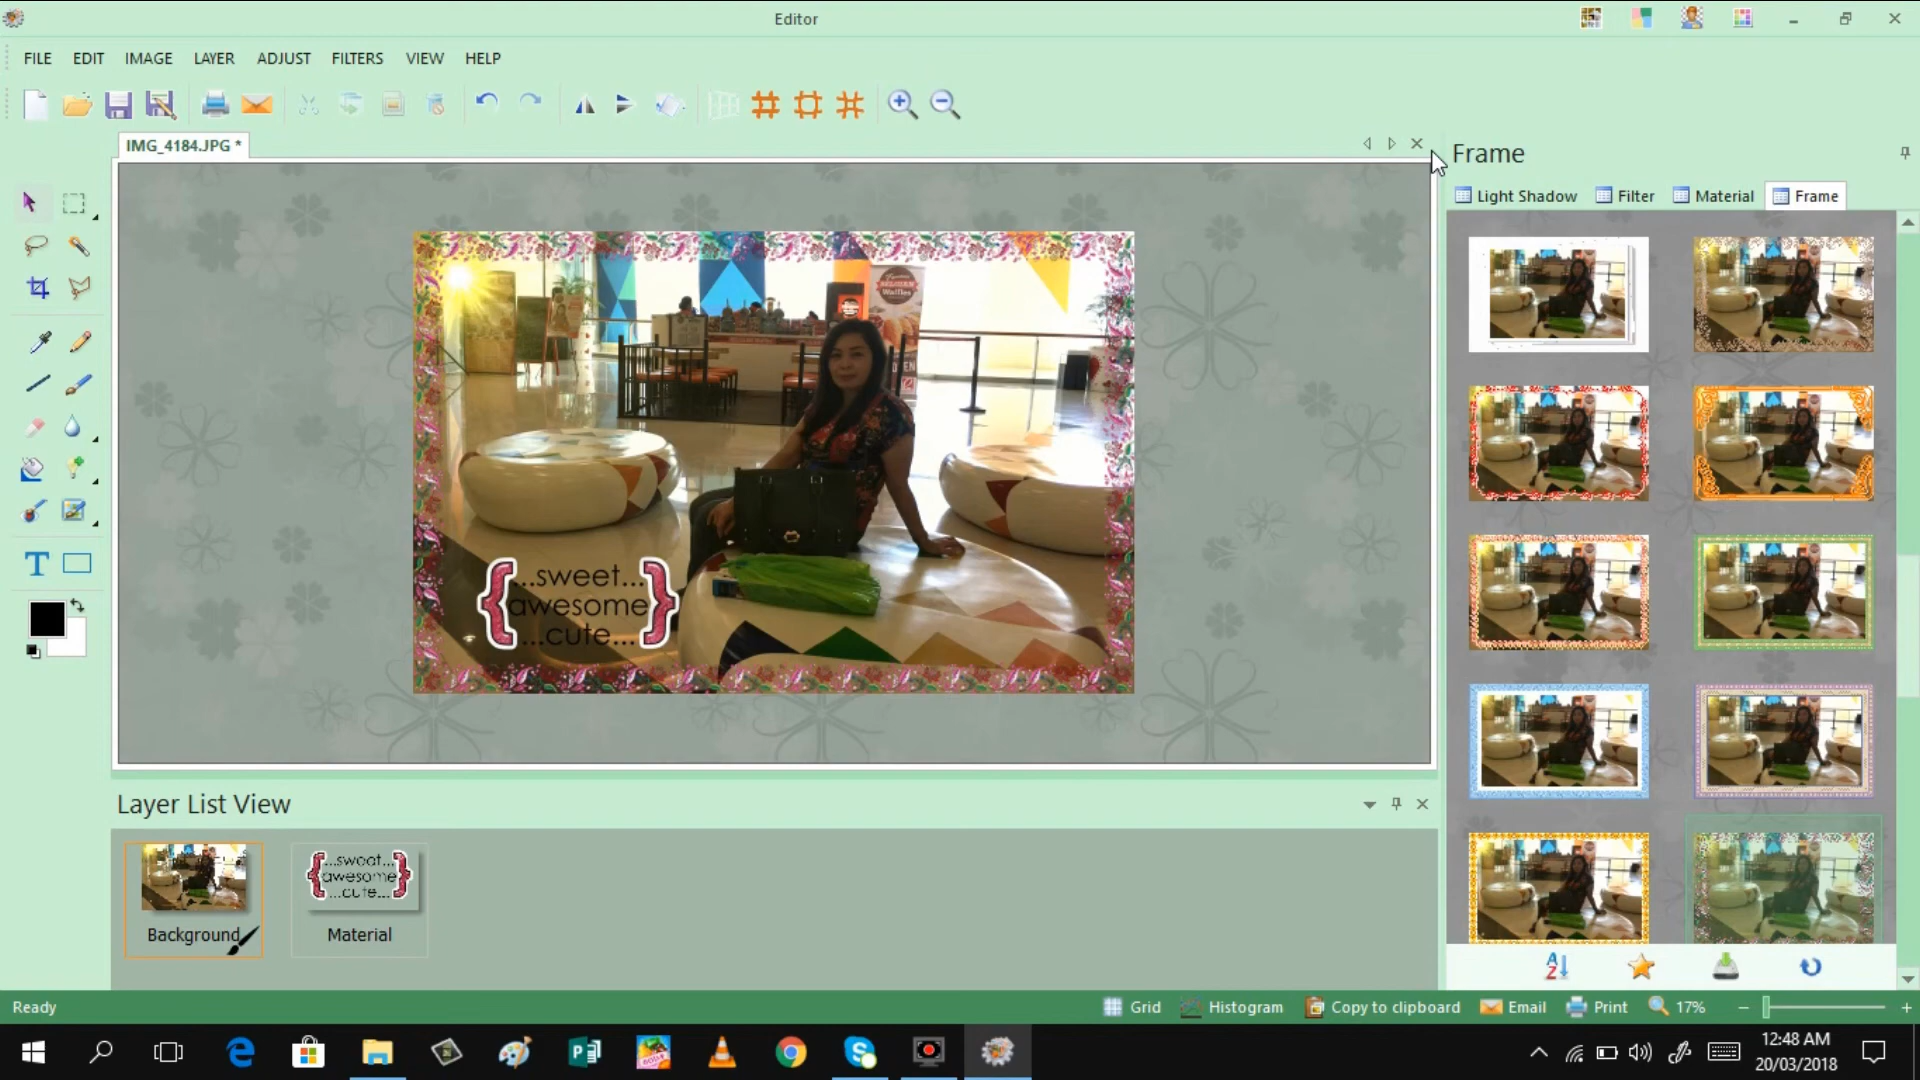 Editor
FILE EDIT IMAGE LAYER ADJUST FILTERS VIEW HELP
IMG_4184.JPG *
Frame
Light Shadow Filter Material Frame
BELGIAN
Waffles
...sweet...
awesome
...cute...
Layer List View
...sweet...
awesome
...cute...
Background
Material
A
Z
Ready
Grid Histogram Copy to clipboard Email Print 17%
12:48 AM
20/03/2018